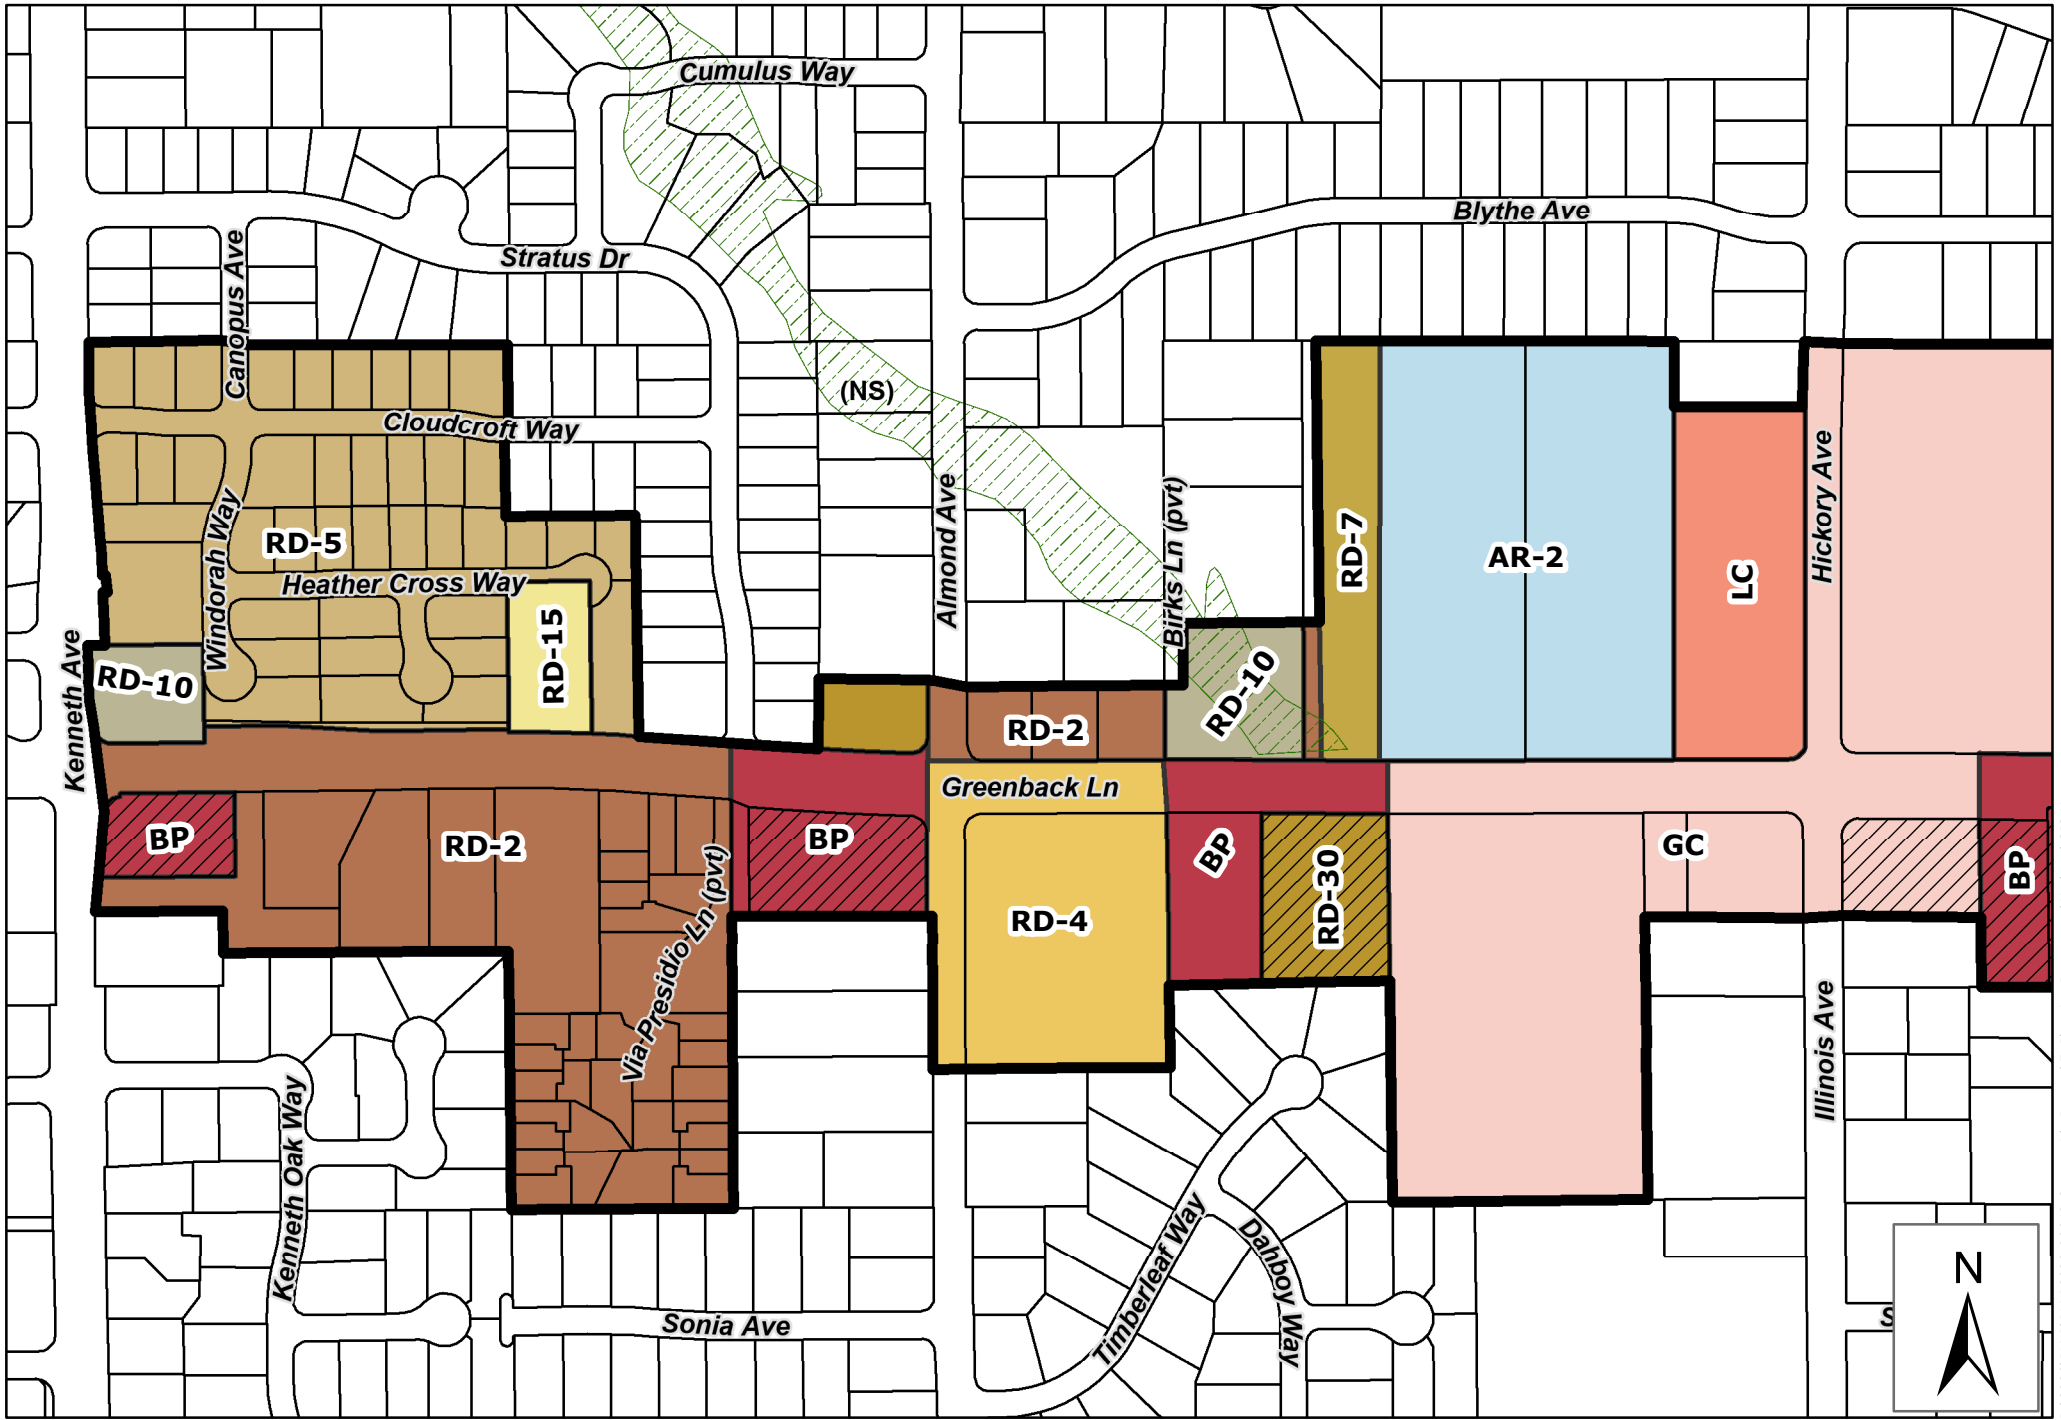 Cumulus Way
Blythe Ave
Canopus Ave
Stratus Dr
(NS)
Cloudcroft Way
Hickory Ave
Windorah Way
RD-5
Almond Ave
Birks Ln (pvt)
RD-7
AR-2
LC
Heather Cross Way
RD-15
Kenneth Ave
RD-10
RD-10
RD-2
Greenback Ln
BP
RD-2
BP
BP
RD-30
GC
BP
Via Presidio Ln (pvt)
RD-4
Illinois Ave
Kenneth Oak Way
Timberleaf Way
Dahboy Way
Sonia Ave
N
S